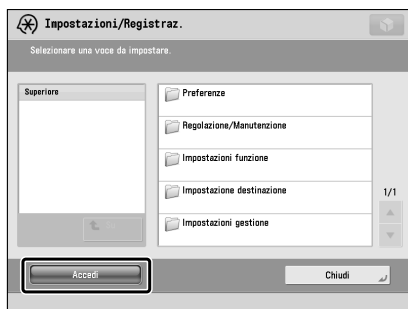 Impostazioni/Registraz.
Selezionare una voce da impostare.
Superiore
Preferenze
Regolazione/Manutenzione
Impostazioni funzione
Impostazione destinazione
Impostazioni gestione
1/1
Accedi
Chiudi